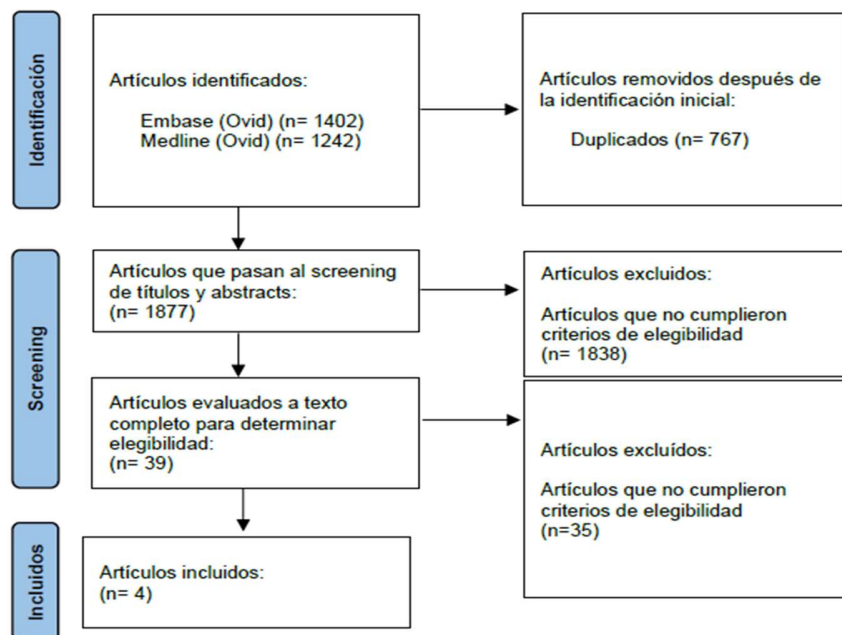 Identificación
Artículos identificados:
Embase (Ovid) (n= 1402)
Medline (Ovid) (n= 1242)
Artículos removidos después de
la identificación inicial:
Duplicados (n= 767)
Screening
Artículos que pasan al screening
de títulos y abstracts:
(n= 1877)
Artículos excluidos:
Artículos que no cumplieron
criterios de elegibilidad
(n= 1838)
Artículos evaluados a texto
completo para determinar
elegibilidad:
(n= 39)
Artículos excluídos:
Artículos que no cumplieron
criterios de elegibilidad
(n=35)
Incluidos
Artículos incluidos:
(n= 4)